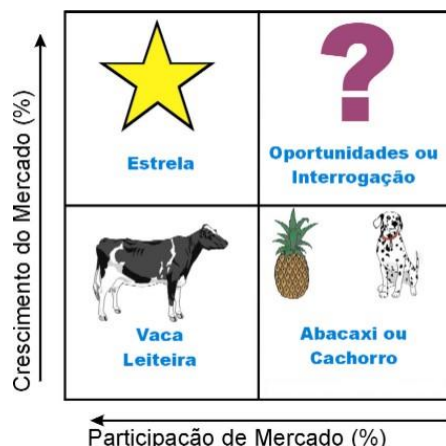 Crescimento do Mercado (%)
Estrela
Oportunidades ou
Interrogação
Vaca
Leiteira
Abacaxi ou
Cachorro
Participação de Mercado (%)